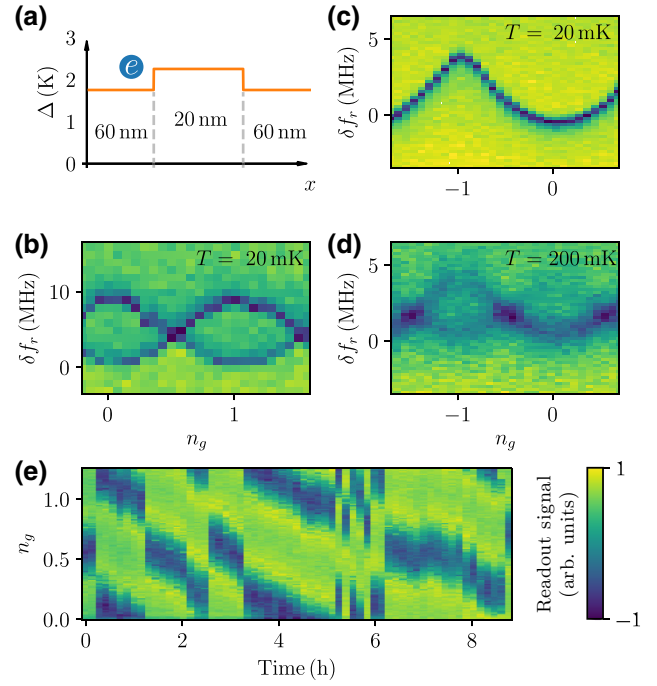 (a)
3
2
1
0
Δ (K)
e
60 nm
20 nm
60 nm
x
(c)
T = 20 mK
5
0
δf_r (MHz)
−1
0
(b)
T = 20 mK
10
0
δf_r (MHz)
0
1
n_g
(d)
T = 200 mK
5
0
δf_r (MHz)
−1
0
n_g
(e)
1.0
0.5
0.0
n_g
0
2
4
6
8
Time (h)
Readout signal
(arb. units)
1
−1